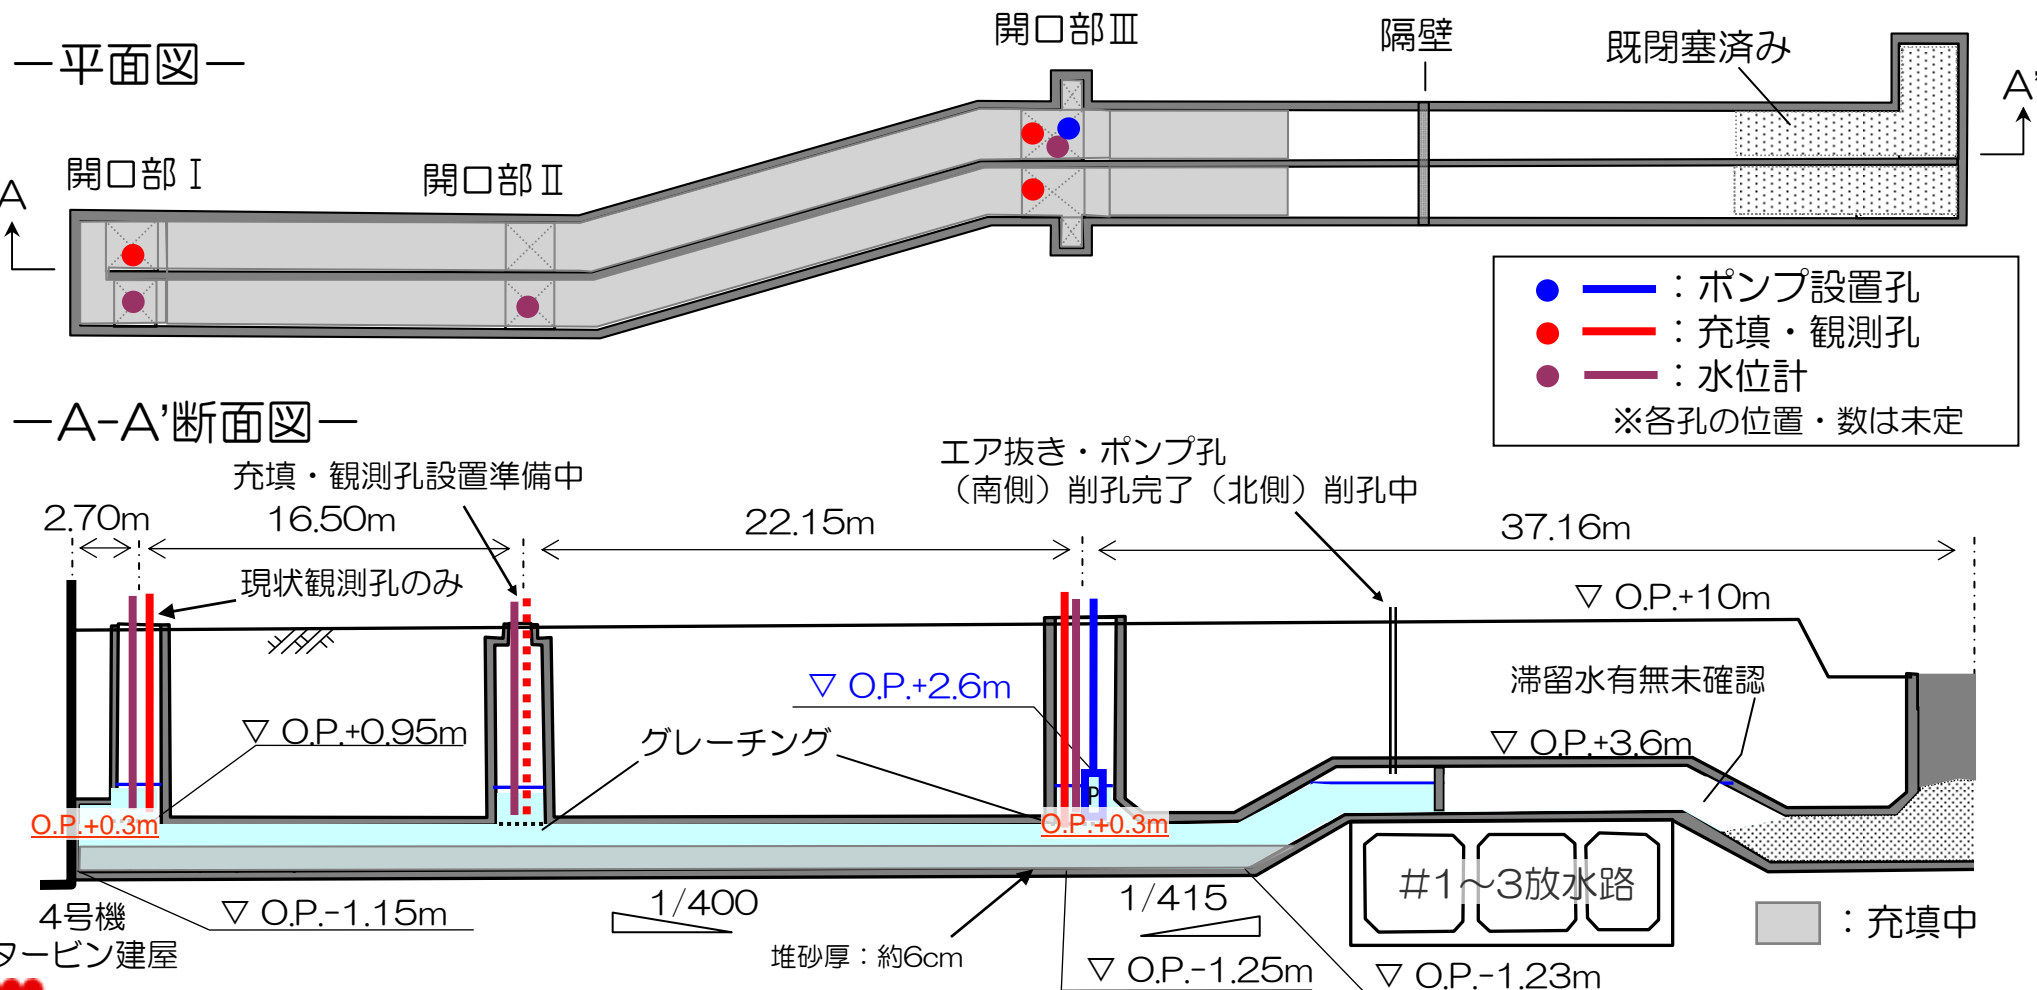 －平面図－
開口部Ⅲ
隔壁
既閉塞済み
A'
開口部Ⅰ
開口部Ⅱ
A
：ポンプ設置孔
：充填・観測孔
：水位計
※各孔の位置・数は未定
－A-A'断面図－
エア抜き・ポンプ孔
（南側）削孔完了（北側）削孔中
充填・観測孔設置準備中
2.70m
16.50m
22.15m
37.16m
現状観測孔のみ
▽ O.P.+10m
▽ O.P.+2.6m
滞留水有無未確認
▽ O.P.+0.95m
グレーチング
▽ O.P.+3.6m
P
O.P.+0.3m
O.P.+0.3m
#1～3放水路
4号機
タービン建屋
▽ O.P.-1.15m
1/400
1/415
堆砂厚：約6cm
：充填中
▽ O.P.-1.25m
▽ O.P.-1.23m